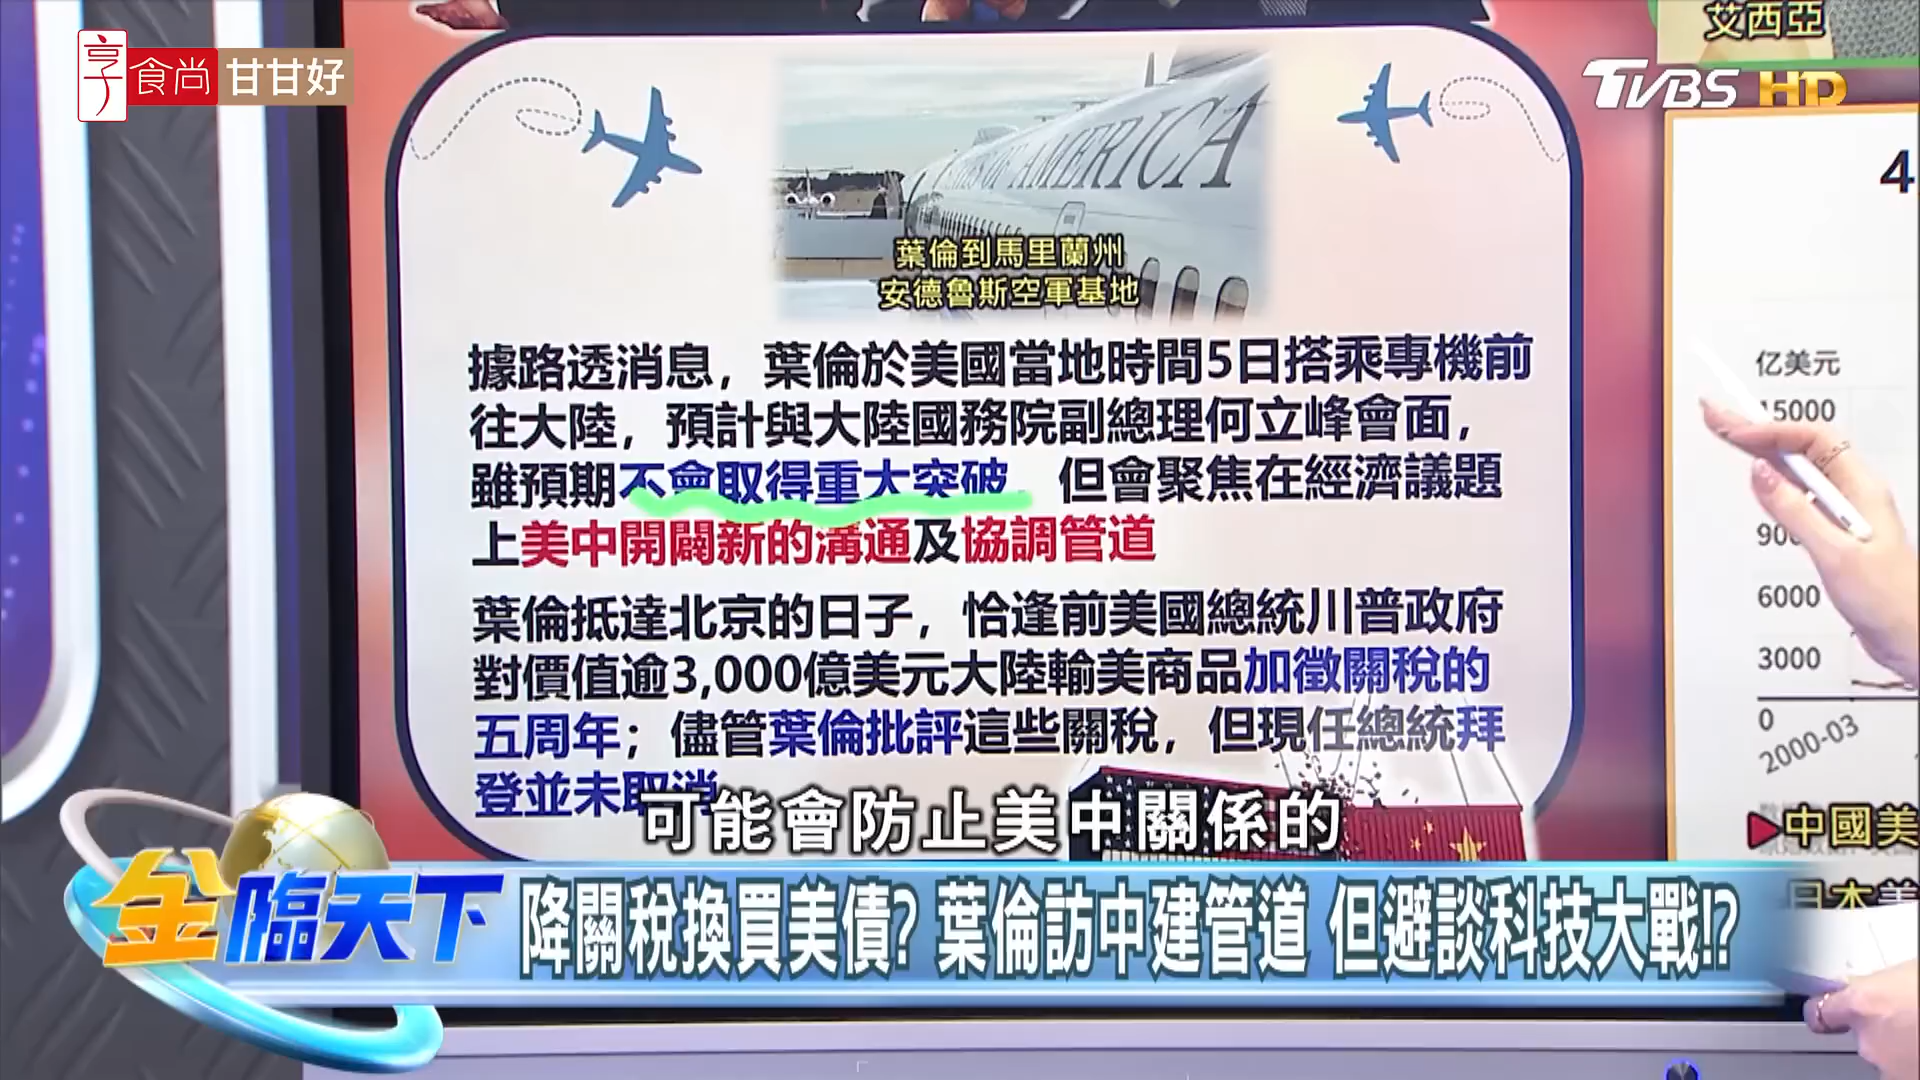 享
食尚
甘甘好
艾西亞
TVBS HD
4
ES OF AMERICA
葉倫到馬里蘭州
安德魯斯空軍基地
據路透消息，葉倫於美國當地時間5日搭乘專機前
往大陸，預計與大陸國務院副總理何立峰會面，
雖預期不會取得重大突破 但會聚焦在經濟議題
上美中開闢新的溝通及協調管道
葉倫抵達北京的日子，恰逢前美國總統川普政府
對價值逾3,000億美元大陸輸美商品加徵關稅的
五周年；儘管葉倫批評這些關稅，但現任總統拜
登並未取消
亿美元
15000
6000
3000
0
2000-03
中國美
日本美
可能會防止美中關係的
金臨天下
降關稅換買美債? 葉倫訪中建管道 但避談科技大戰!?